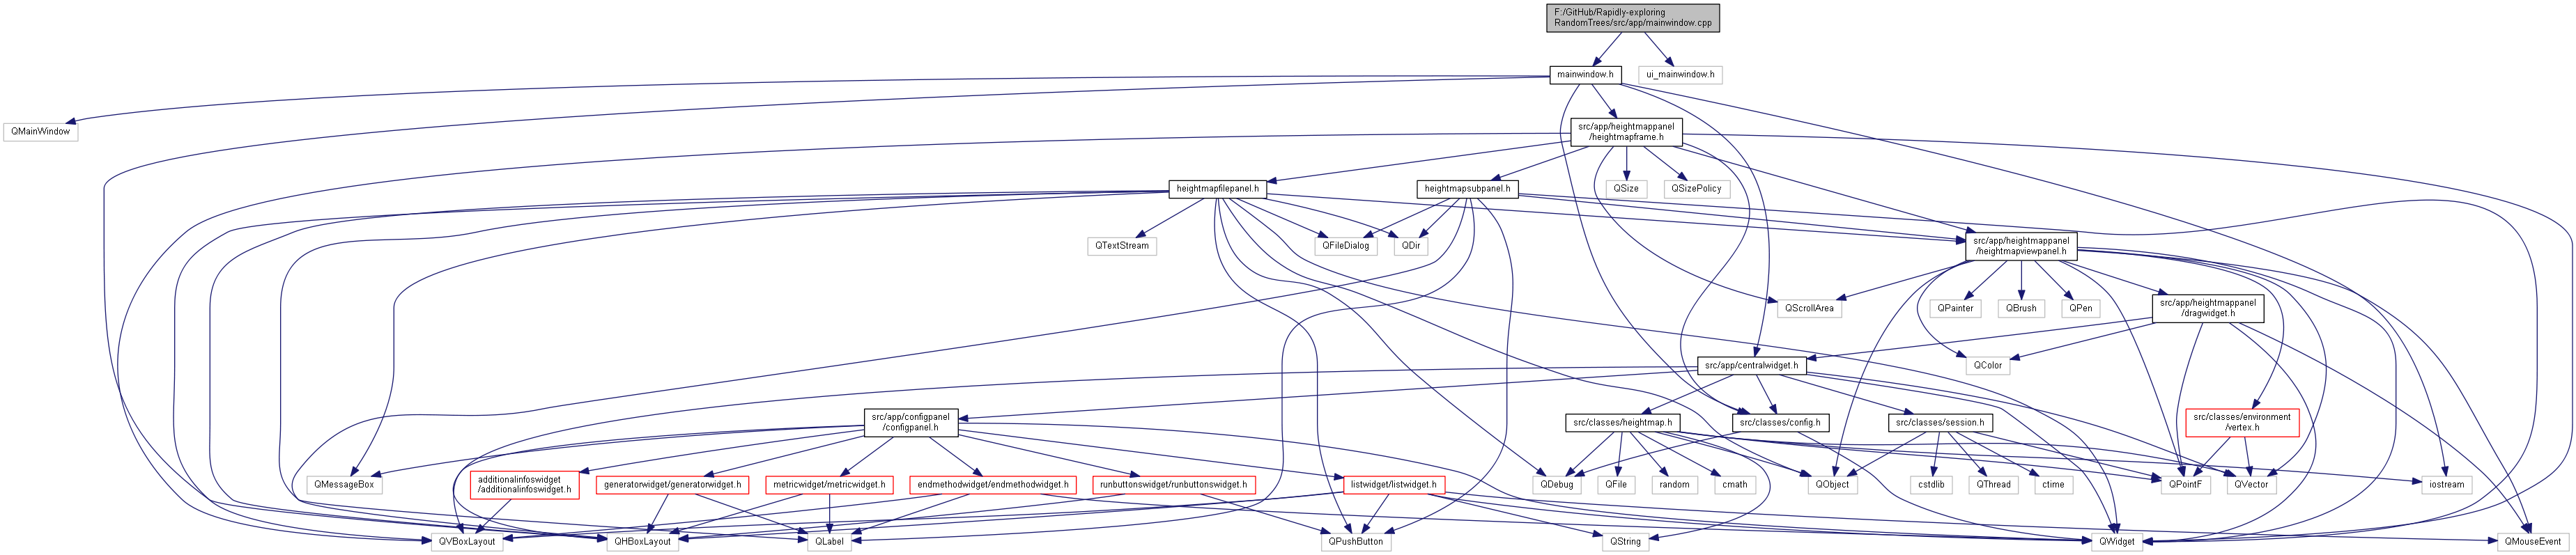 F:/GitHub/Rapidly-exploring
RandomTrees/src/app/mainwindow.cpp
mainwindow.h
ui_mainwindow.h
QMainWindow
src/app/heightmappanel
/heightmapframe.h
heightmapfilepanel.h
heightmapsubpanel.h
QSize
QSizePolicy
QTextStream
QFileDialog
QDir
src/app/heightmappanel
/heightmapviewpanel.h
QScrollArea
QPainter
QBrush
QPen
src/app/heightmappanel
/dragwidget.h
src/app/centralwidget.h
QColor
src/app/configpanel
/configpanel.h
src/classes/heightmap.h
src/classes/config.h
src/classes/session.h
src/classes/environment
/vertex.h
QMessageBox
additionalinfoswidget
/additionalinfoswidget.h
generatorwidget/generatorwidget.h
metricwidget/metricwidget.h
endmethodwidget/endmethodwidget.h
runbuttonswidget/runbuttonswidget.h
listwidget/listwidget.h
QDebug
QFile
random
cmath
QObject
cstdlib
QThread
ctime
QPointF
QVector
iostream
QVBoxLayout
QHBoxLayout
QLabel
QPushButton
QString
QWidget
QMouseEvent